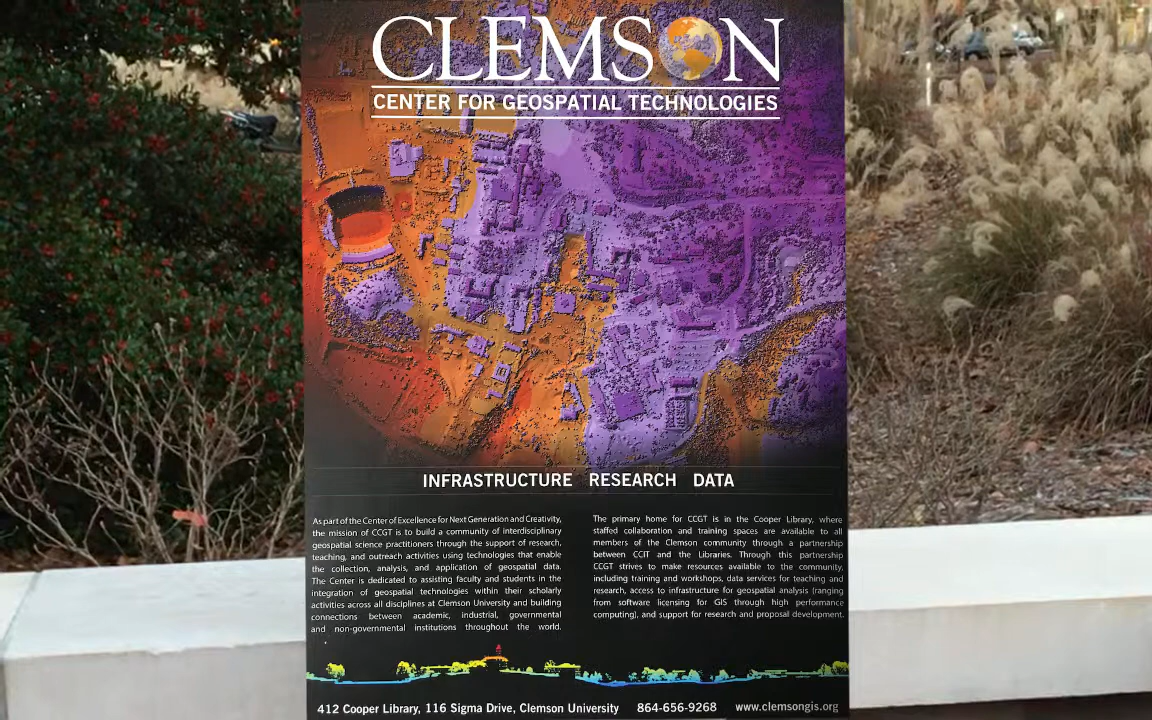 CLEMSON
CENTER FOR GEOSPATIAL TECHNOLOGIES
INFRASTRUCTURE RESEARCH DATA
As part of the Center of Excellence for Next Generation and Creativity,
the mission of CCGT is to build a community of interdisciplinary
geospatial science practitioners through the support of research,
teaching, and outreach activities using technologies that enable
the collection, analysis, and application of geospatial data.
The Center is dedicated to assisting faculty and students in the
integration of geospatial technologies within their scholarly
activities across all disciplines at Clemson University and building
connections between academic, industrial, governmental
and non-governmental institutions throughout the world.
The primary home for CCGT is in the Cooper Library, where
staffed collaboration and training spaces are available to all
members of the Clemson community through a partnership
between CCIT and the Libraries. Through this partnership
CCGT strives to make resources available to the community,
including training and workshops, data services for teaching and
research, access to infrastructure for geospatial analysis (ranging
from software licensing for GIS through high performance
computing), and support for research and proposal development.
412 Cooper Library, 116 Sigma Drive, Clemson University 864-656-9268 www.clemsongis.org